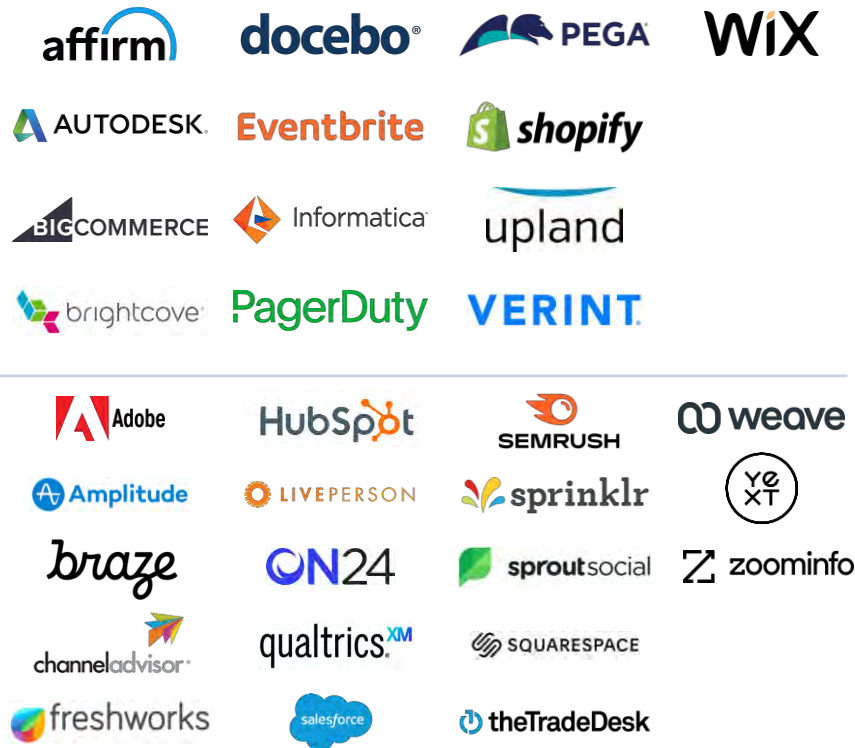 affirm docebo® PEGA WiX
AUTODESK. Eventbrite shopify
BIGCOMMERCE Informatica upland
brightcove PagerDuty VERINT.
Adobe HubSpot SEMRUSH weave
Amplitude LIVEPERSON sprinklr YEXT
braze ON24 sproutsocial zoominfo
channeladvisor qualtrics.XM SQUARESPACE
freshworks salesforce theTradeDesk